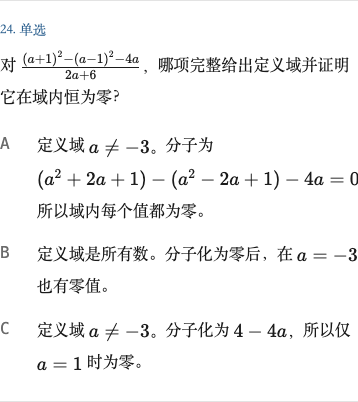 24. 单选
对 \frac{(a+1)^2-(a-1)^2-4a}{2a+6}，哪项完整给出定义域并证明
它在域内恒为零？
A 定义域 a ≠ −3。分子为
(a² + 2a + 1) − (a² − 2a + 1) − 4a = 0
所以域内每个值都为零。
B 定义域是所有数。分子化为零后，在 a = −3
也有零值。
C 定义域 a ≠ −3。分子化为 4 − 4a，所以仅
a = 1 时为零。